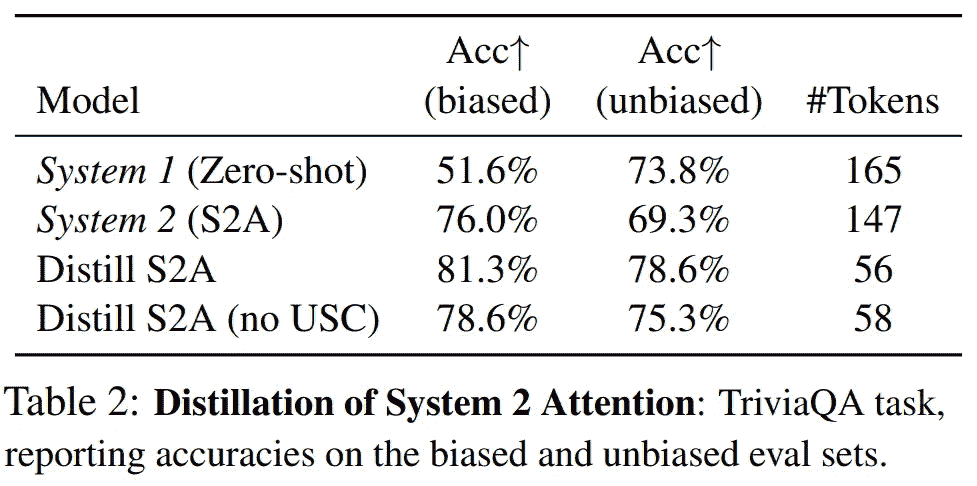 Acc↑ Acc↑
Model (biased) (unbiased) #Tokens
System 1 (Zero-shot) 51.6% 73.8% 165
System 2 (S2A) 76.0% 69.3% 147
Distill S2A 81.3% 78.6% 56
Distill S2A (no USC) 78.6% 75.3% 58
Table 2: Distillation of System 2 Attention: TriviaQA task,
reporting accuracies on the biased and unbiased eval sets.